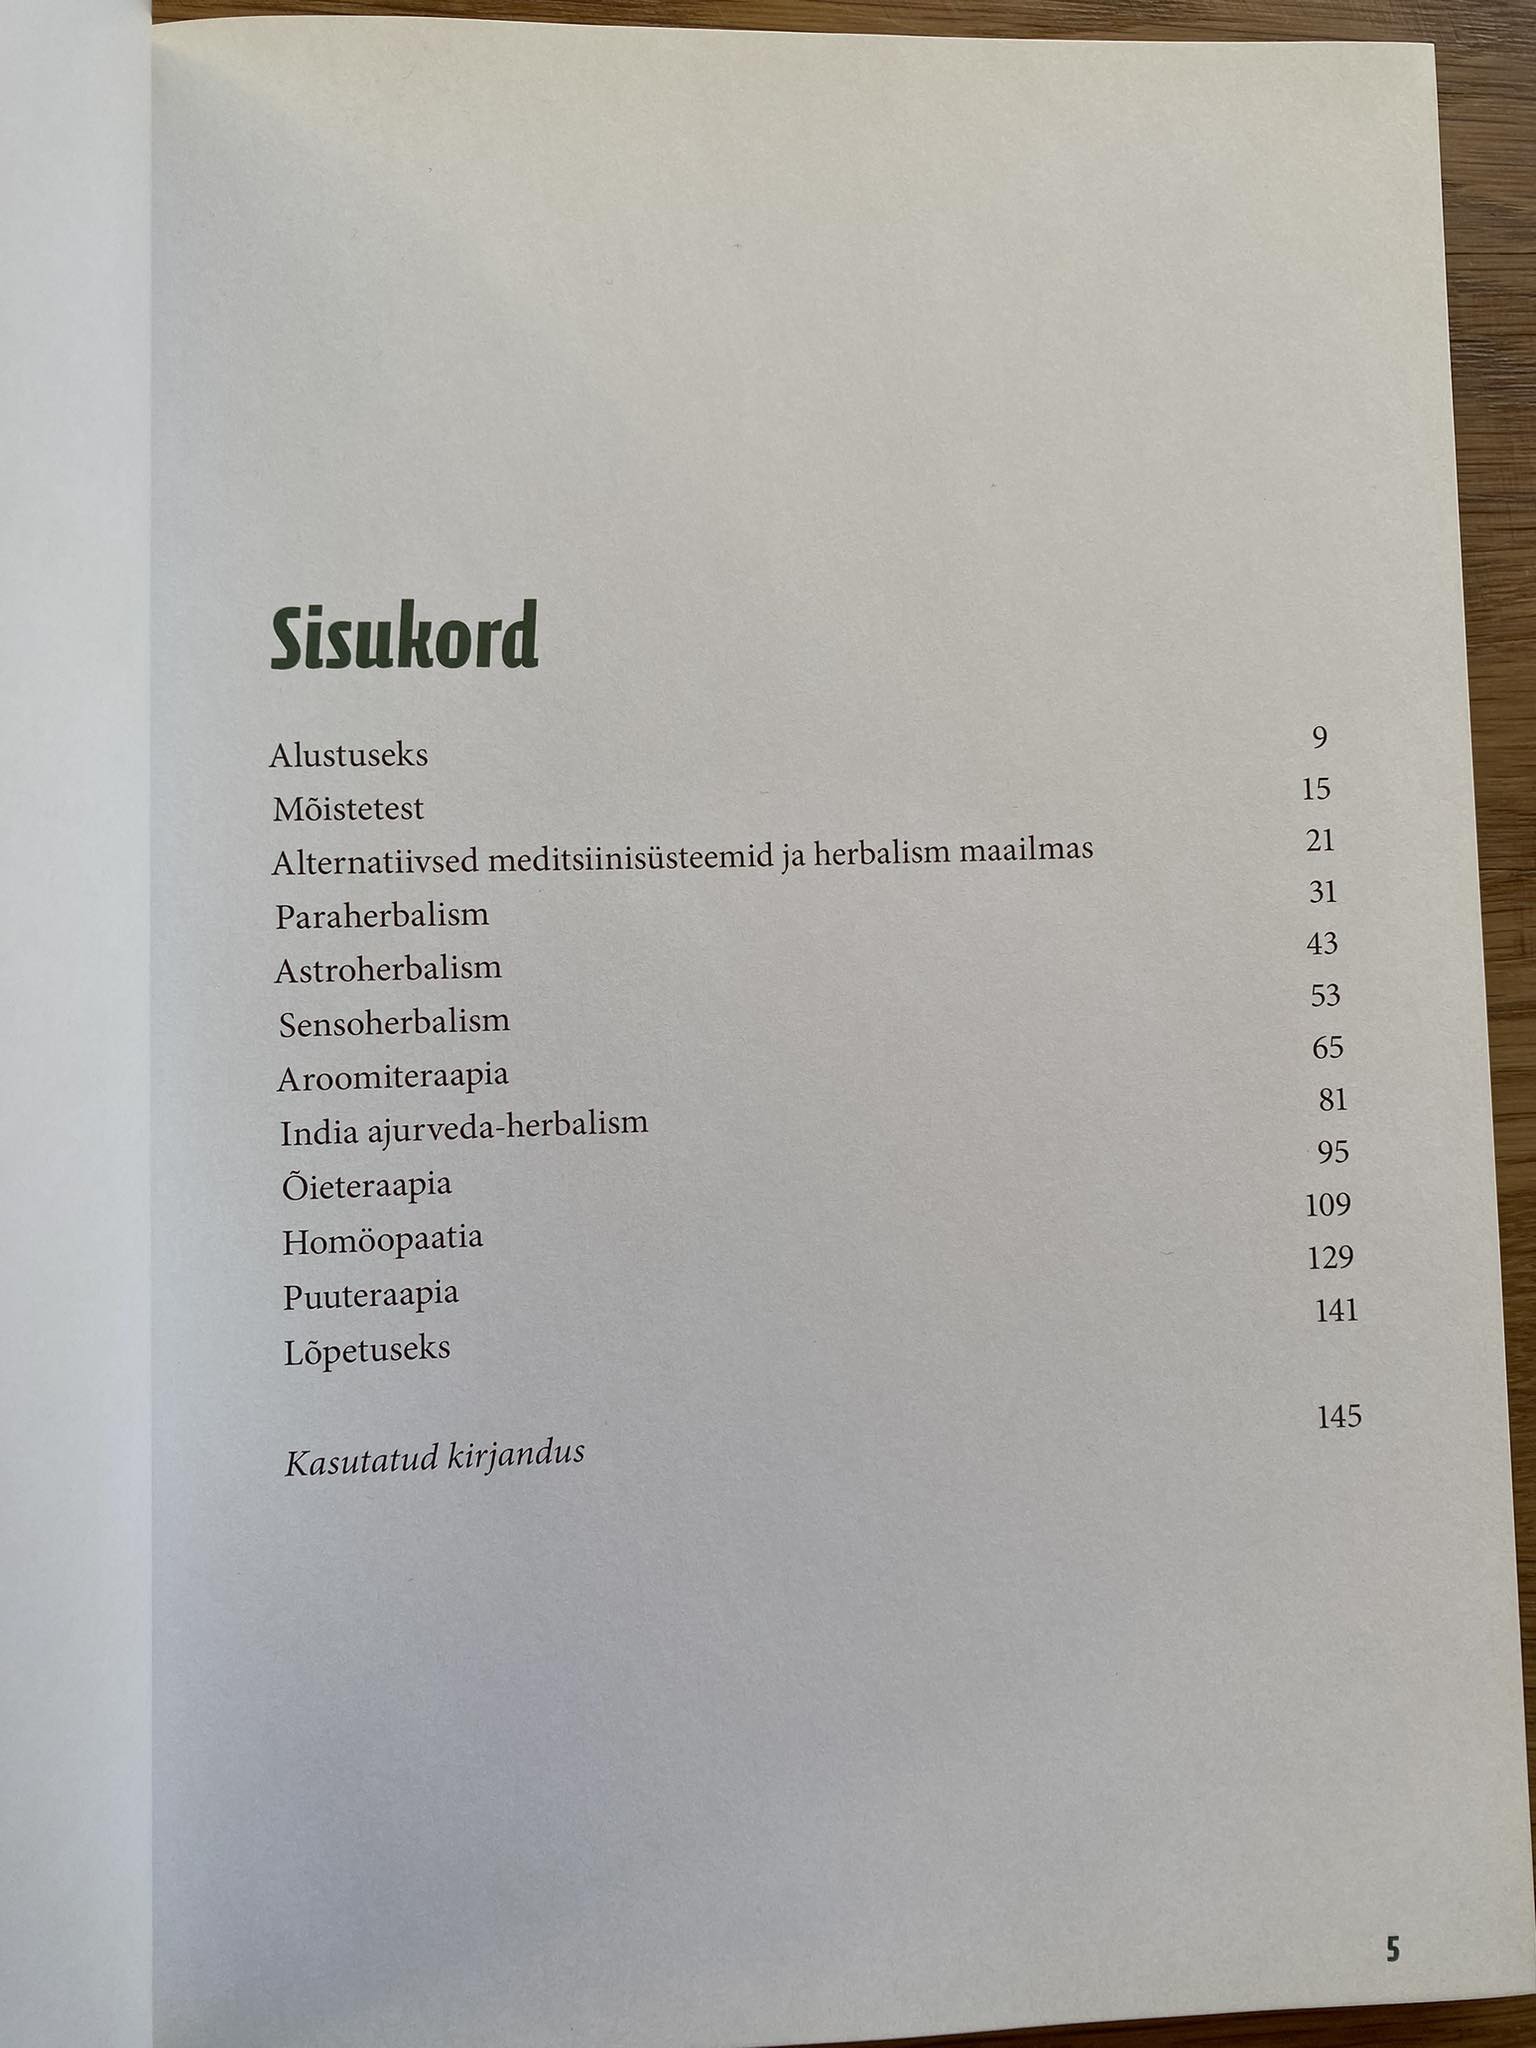 Sisukord
Alustuseks 9
Mõistetest 15
Alternatiivsed meditsiinisüsteemid ja herbalism maailmas 21
Paraherbalism 31
Astroherbalism 43
Sensoherbalism 53
Aroomiteraapia 65
India ajurveda-herbalism 81
Õieteraapia 95
Homöopaatia 109
Puuteraapia 129
Lõpetuseks 141
Kasutatud kirjandus 145
5